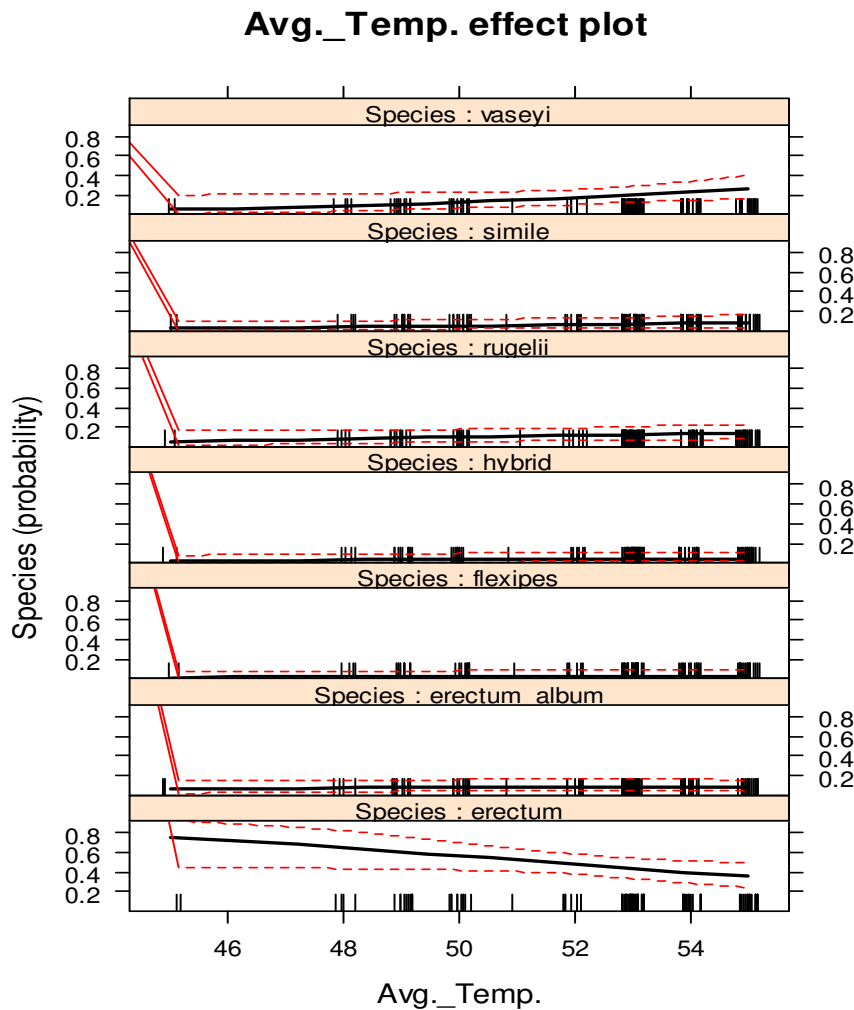 Avg._Temp. effect plot
Species : vaseyi
0.8
0.6
0.4
0.2
Species : simile
0.8
0.6
0.4
0.2
Species : rugelii
0.8
0.6
0.4
0.2
Species : hybrid
0.8
0.6
0.4
0.2
Species : flexipes
0.8
0.6
0.4
0.2
Species : erectum album
0.8
0.6
0.4
0.2
Species : erectum
0.8
0.6
0.4
0.2
Species (probability)
46 48 50 52 54
Avg._Temp.